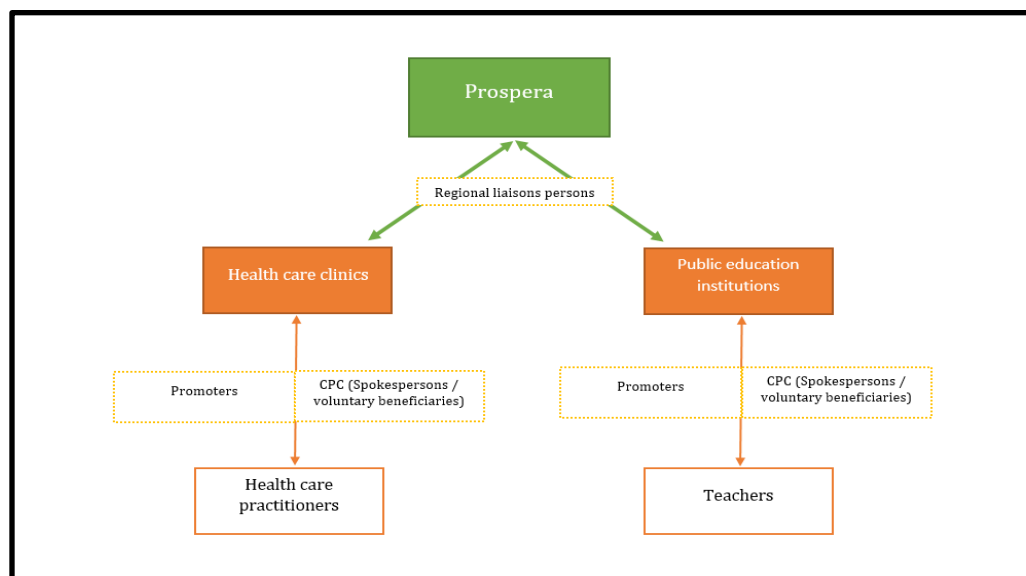 Prospera
Regional liaisons persons
Health care clinics
Public education
institutions
Promoters
CPC (Spokespersons /
voluntary beneficiaries)
Promoters
CPC (Spokespersons /
voluntary beneficiaries)
Health care
practitioners
Teachers